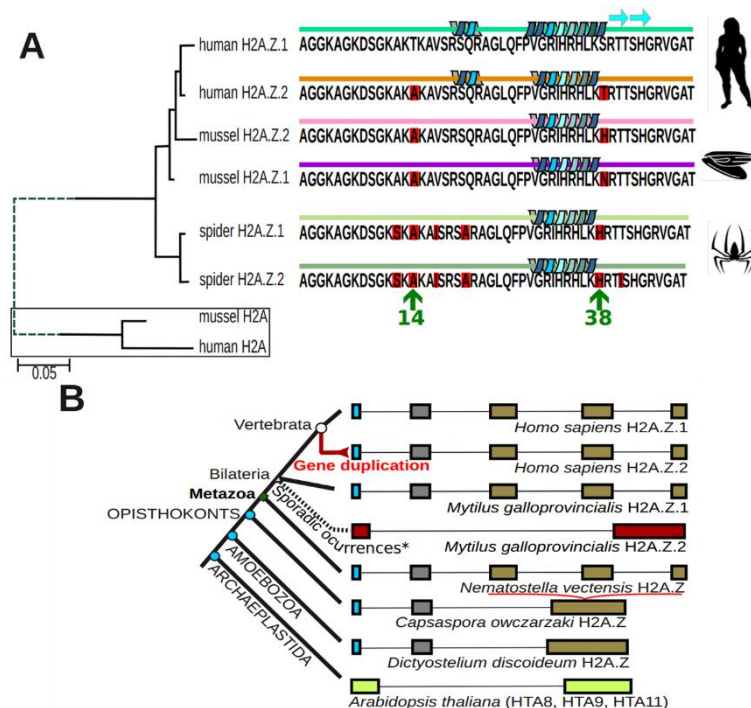 A
human H2A.Z.1 AGGKAGKDSGKAKTKAVSRSQRAGLQFPVGRIHRHLKSRTTSHGRVGAT
human H2A.Z.2 AGGKAGKDSGKAKAKAVSRSQRAGLQFPVGRIHRHLKTRTTSHGRVGAT
mussel H2A.Z.2 AGGKAGKDSGKAKAKAVSRSQRAGLQFPVGRIHRHLKHRTTSHGRVGAT
mussel H2A.Z.1 AGGKAGKDSGKAKAKAVSRSQRAGLQFPVGRIHRHLKNRTTSHGRVGAT
spider H2A.Z.1 AGGKAGKDSGKSKAKAISRSARAGLQFPVGRIHRHLKHRTTSHGRVGAT
spider H2A.Z.2 AGGKAGKDSGKSKAKAISRSARAGLQFPVGRIHRHLKHRTISHGRVGAT
14 38
mussel H2A
human H2A
0.05
B
Vertebrata
Homo sapiens H2A.Z.1
Gene duplication
Homo sapiens H2A.Z.2
Bilateria
Metazoa
Mytilus galloprovincialis H2A.Z.1
OPISTHOKONTS
Sporadic ocurrences*
Mytilus galloprovincialis H2A.Z.2
AMOEBOZOA
Nematostella vectensis H2A.Z
ARCHAEPLASTIDA
Capsaspora owczarzaki H2A.Z
Dictyostelium discoideum H2A.Z
Arabidopsis thaliana (HTA8, HTA9, HTA11)